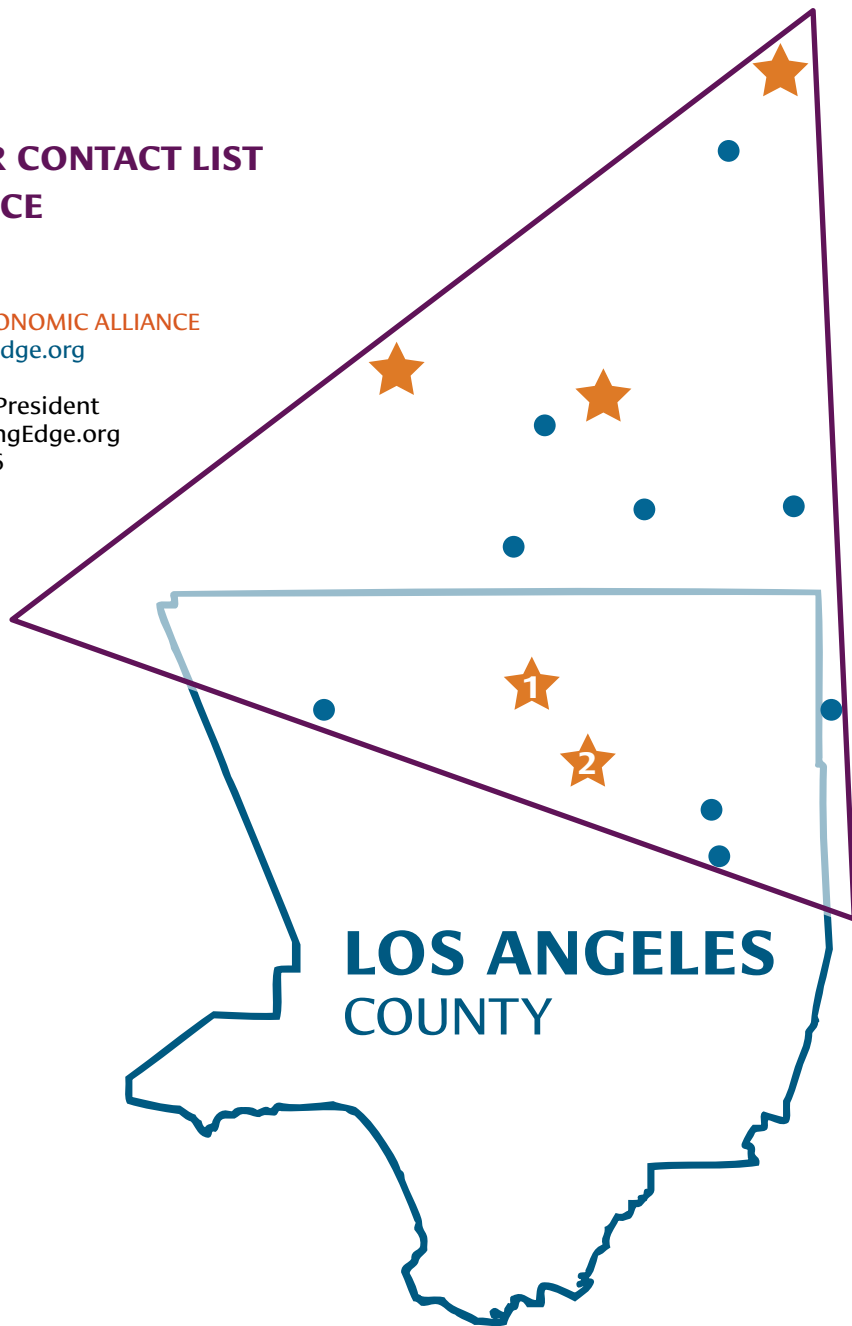 R CONTACT LIST
CE
ONOMIC ALLIANCE
dge.org
President
ngEdge.org
1
2
LOS ANGELES
COUNTY